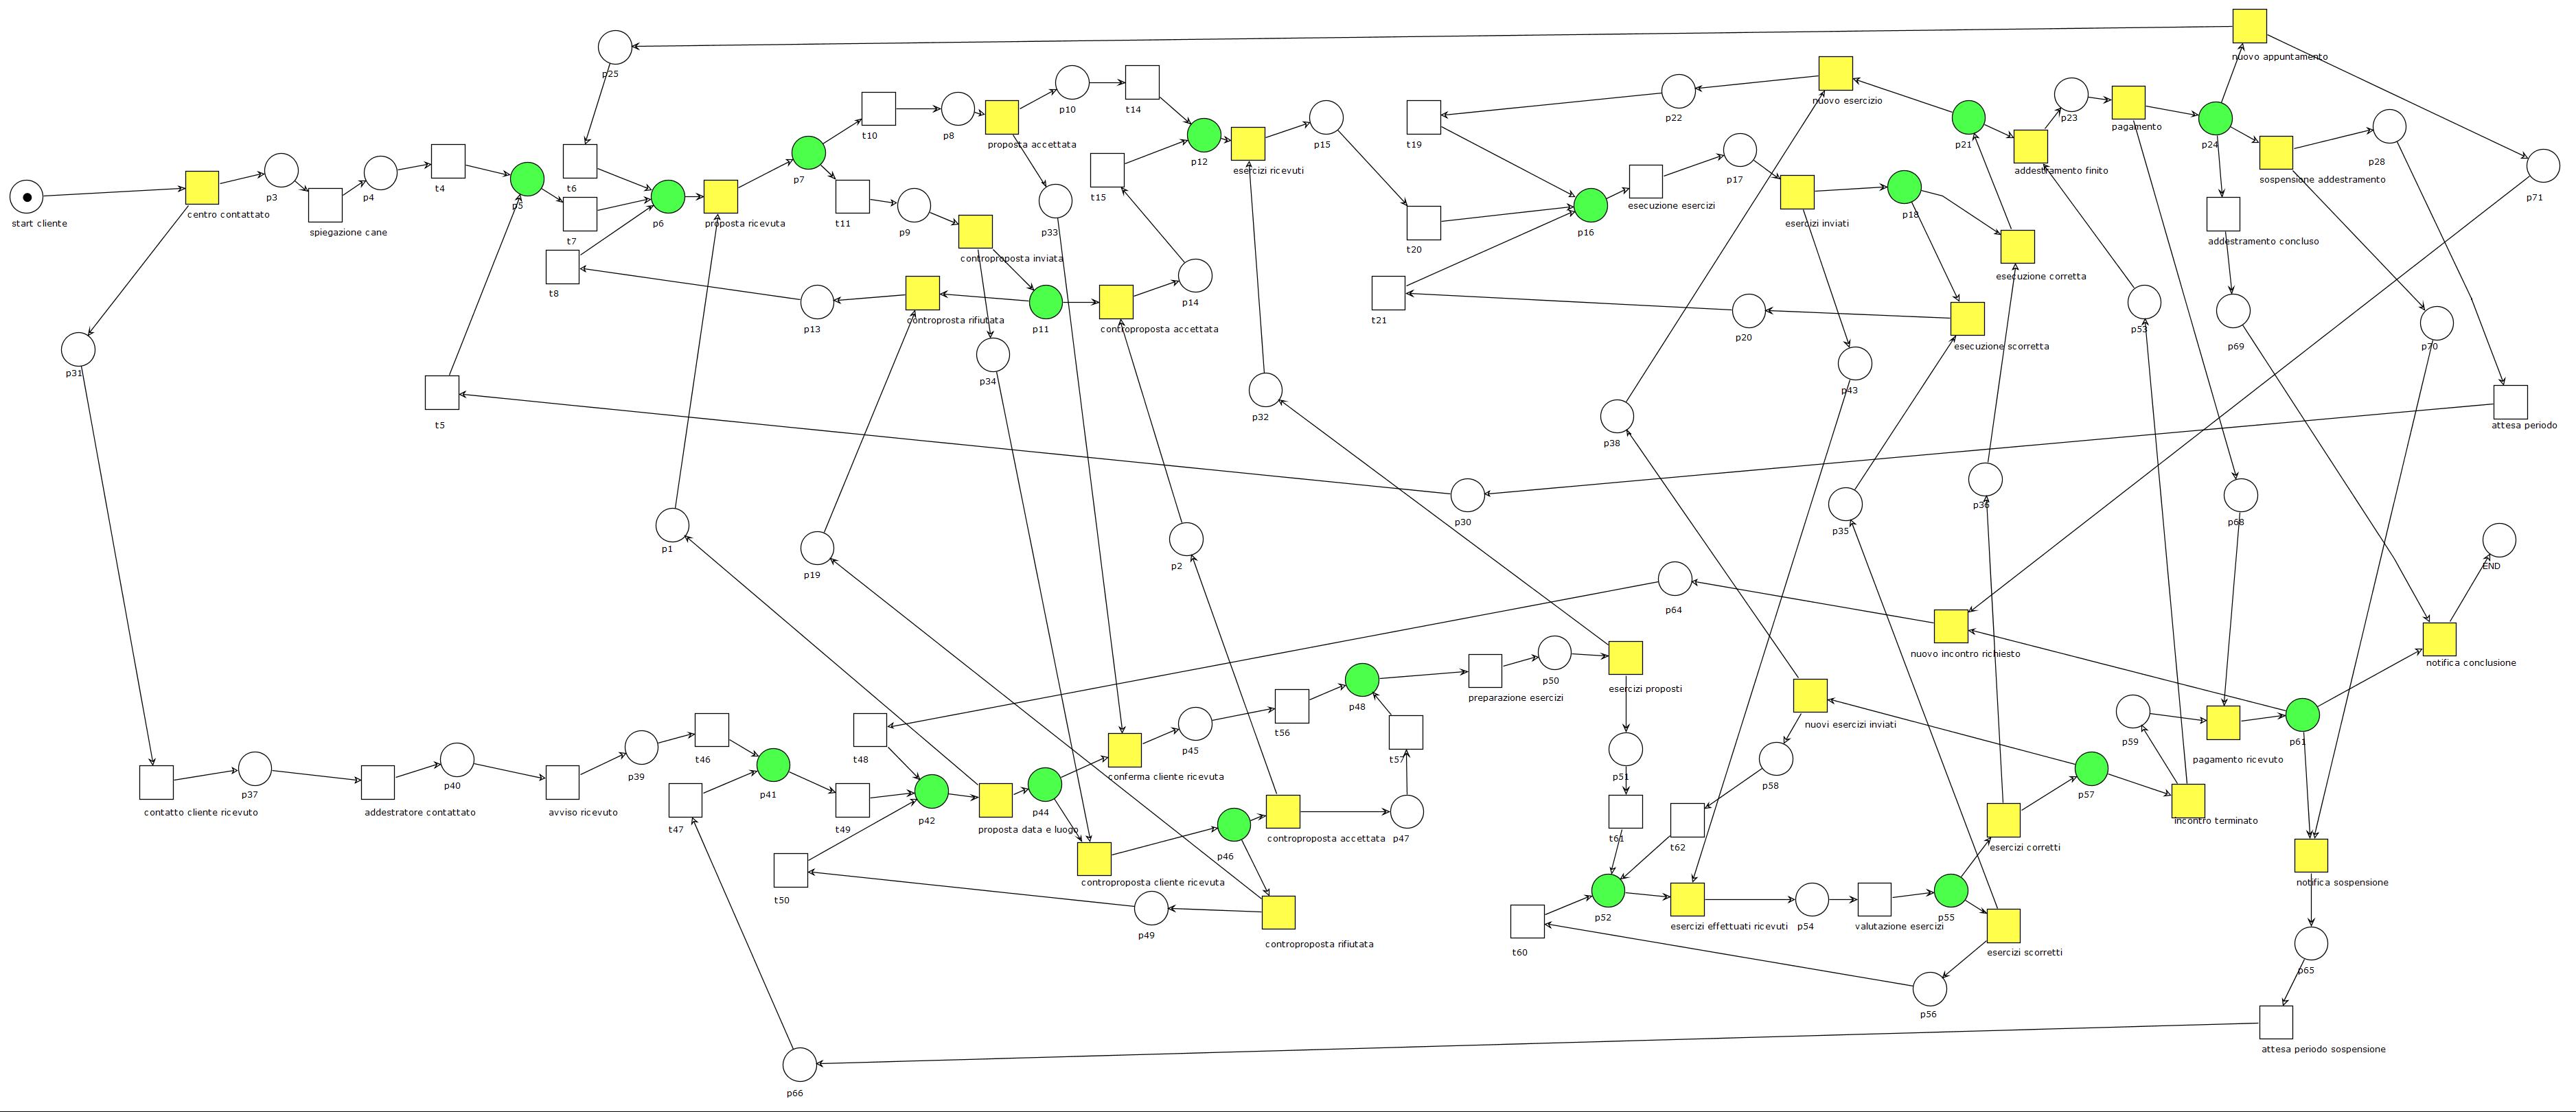 nuovo appuntamento
p25
nuovo esercizio
p22
p23
pagamento
p10
t14
t10
p8
proposta accettata
t19
p21
addestramento finito
p24
p28
sospensione addestramento
p12
esercizi ricevuti
p15
p17
p71
start cliente
centro contattato
p3
spiegazione cane
p4
t4
p5
t6
t7
p6
proposta ricevuta
p7
t11
p9
p33
t15
esecuzione esercizi
p16
t20
esercizi inviati
p18
addestramento concluso
controproposta inviata
t8
p13
controprosta rifiutata
p11
controproposta accettata
p14
t21
p20
esecuzione corretta
esecuzione scorretta
p53
p69
p70
p31
p34
p43
t5
p32
p38
attesa periodo
p30
p35
p36
p68
p1
p19
p2
END
p64
nuovo incontro richiesto
notifica conclusione
p48
preparazione esercizi
p50
esercizi proposti
t46
t48
p45
t56
t57
p51
nuovi esercizi inviati
p59
pagamento ricevuto
p61
p39
conferma cliente ricevuta
p58
p57
contatto cliente ricevuto
p37
addestratore contattato
p40
avviso ricevuto
t47
p41
t49
p42
proposta data e luogo
p44
p46
controproposta accettata
p47
t61
t62
esercizi corretti
incontro terminato
controproposta cliente ricevuta
notifica sospensione
t50
p49
controproposta rifiutata
p52
t60
esercizi effettuati ricevuti
p54
valutazione esercizi
p55
esercizi scorretti
p65
p56
attesa periodo sospensione
p66